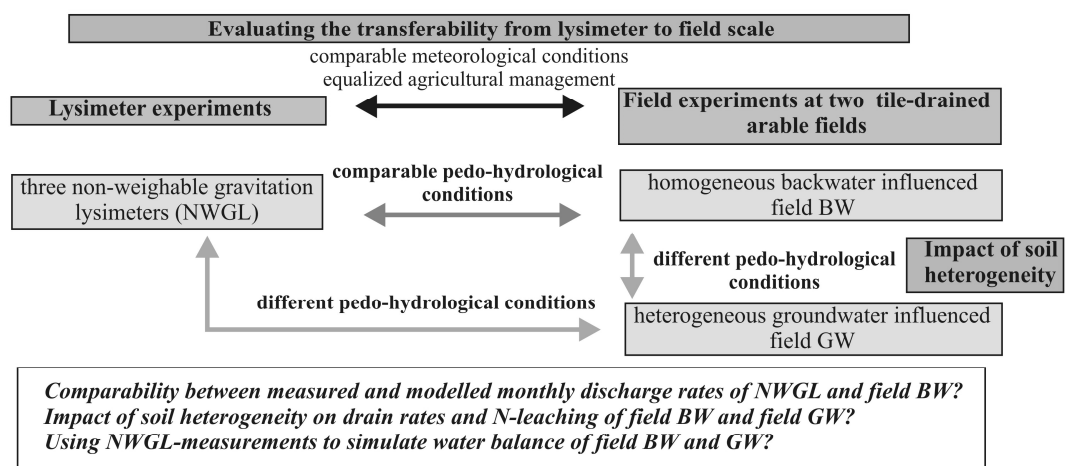 Evaluating the transferability from lysimeter to field scale
comparable meteorological conditions
equalized agricultural management
Lysimeter experiments
Field experiments at two tile-drained
arable fields
three non-weighable gravitation
lysimeters (NWGL)
comparable pedo-hydrological
conditions
homogeneous backwater influenced
field BW
different pedo-hydrological
conditions
Impact of soil
heterogeneity
different pedo-hydrological conditions
heterogeneous groundwater influenced
field GW
Comparability between measured and modelled monthly discharge rates of NWGL and field BW?
Impact of soil heterogeneity on drain rates and N-leaching of field BW and field GW?
Using NWGL-measurements to simulate water balance of field BW and GW?